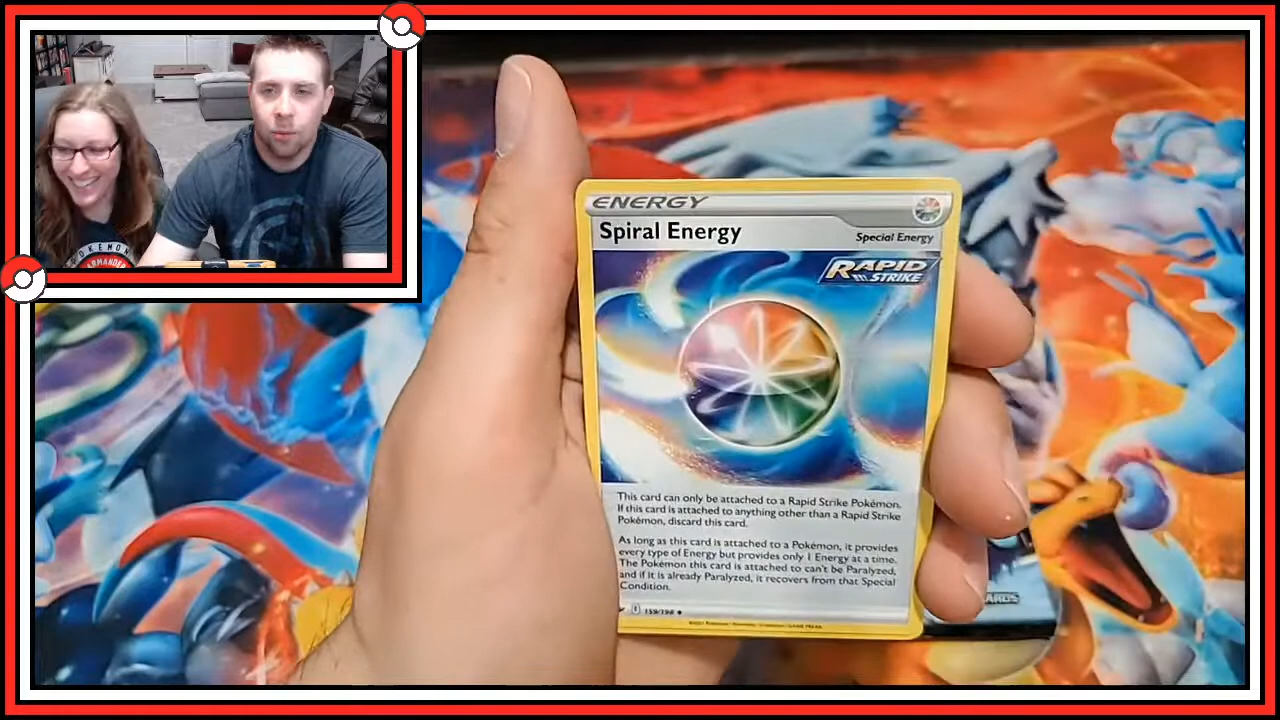 POKEMON
ENERGY
Spiral Energy
Special Energy
RAPID
STRIKE
This card can only be attached to a Rapid Strike Pokémon.
If this card is attached to anything other than a Rapid Strike
Pokémon, discard this card.
As long as this card is attached to a Pokémon, it provides
every type of Energy but provides only 1 Energy at a time.
The Pokémon this card is attached to can't be Paralyzed,
and if it is already Paralyzed, it recovers from that Special
Condition.
159/198